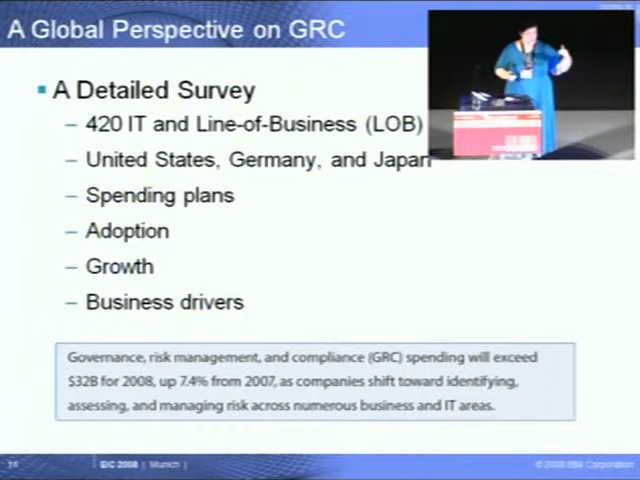 A Global Perspective on GRC
A Detailed Survey
– 420 IT and Line-of-Business (LOB)
– United States, Germany, and Japan
– Spending plans
– Adoption
– Growth
– Business drivers
Governance, risk management, and compliance (GRC) spending will exceed
$32B for 2008, up 7.4% from 2007, as companies shift toward identifying,
assessing, and managing risk across numerous business and IT areas.
EIC 2008 | Munich |
© 2008 IBM Corporation